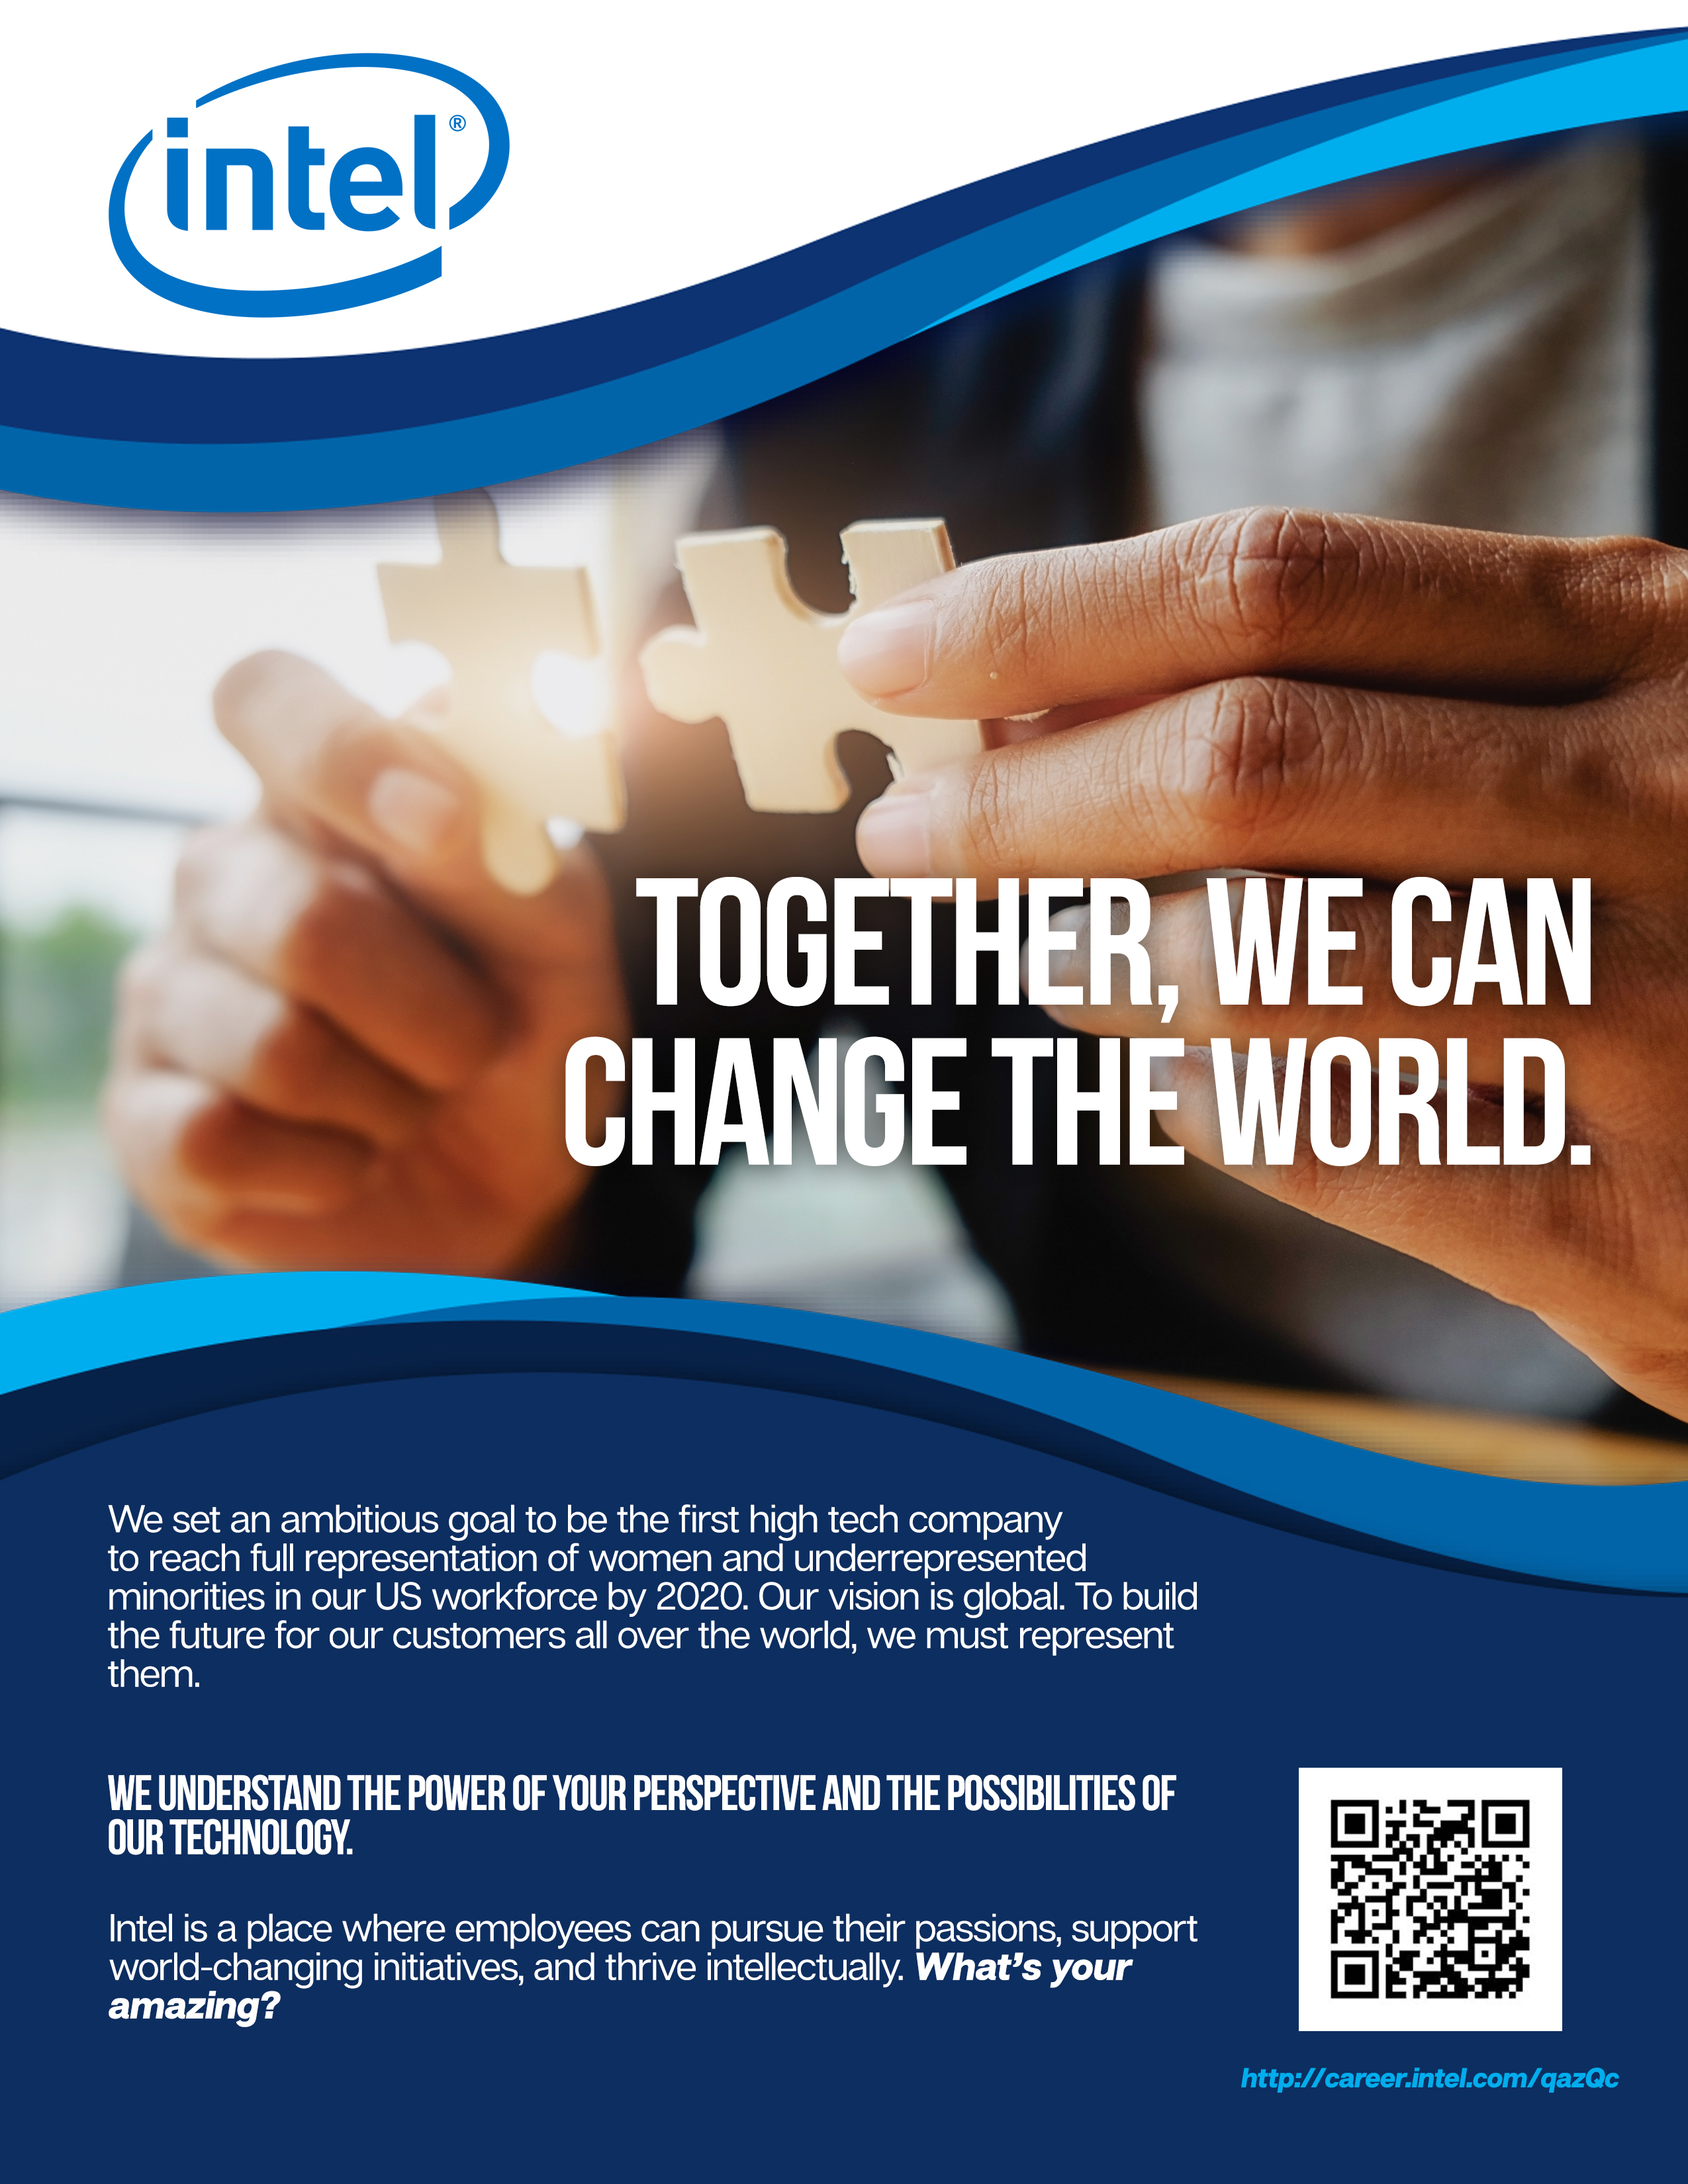 intel®
TOGETHER, WE CAN
CHANGE THE WORLD.
We set an ambitious goal to be the first high tech company
to reach full representation of women and underrepresented
minorities in our US workforce by 2020. Our vision is global. To build
the future for our customers all over the world, we must represent
them.
WE UNDERSTAND THE POWER OF YOUR PERSPECTIVE AND THE POSSIBILITIES OF
OUR TECHNOLOGY.
Intel is a place where employees can pursue their passions, support
world-changing initiatives, and thrive intellectually. What’s your
amazing?
http://career.intel.com/qazQc